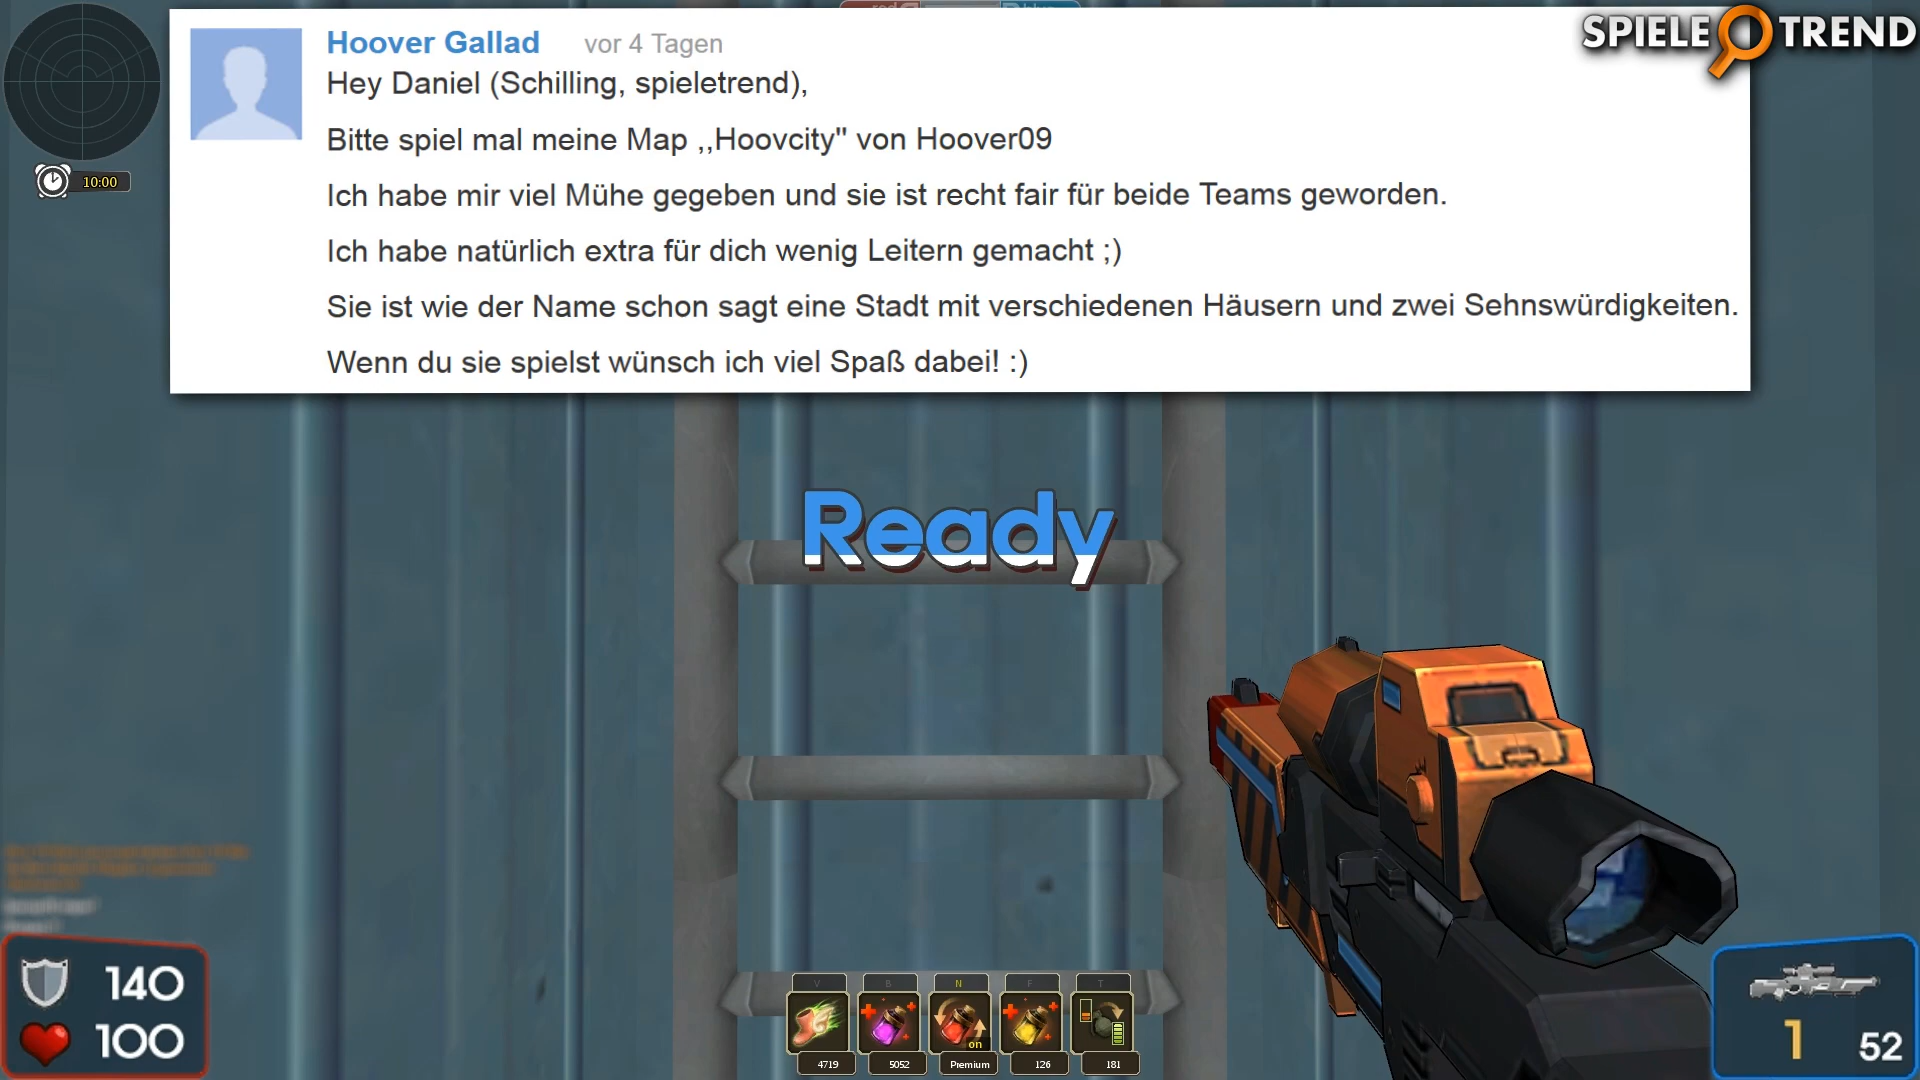 red
blue
SPIELE TREND
Hoover Gallad vor 4 Tagen
Hey Daniel (Schilling, spieletrend),
Bitte spiel mal meine Map ,,Hoovcity" von Hoover09
Ich habe mir viel Mühe gegeben und sie ist recht fair für beide Teams geworden.
Ich habe natürlich extra für dich wenig Leitern gemacht ;)
Sie ist wie der Name schon sagt eine Stadt mit verschiedenen Häusern und zwei Sehnswürdigkeiten.
Wenn du sie spielst wünsch ich viel Spaß dabei! :)
10:00
Ready
140
100
V B N F T
on
4719 5052 Premium 126 181
1 52